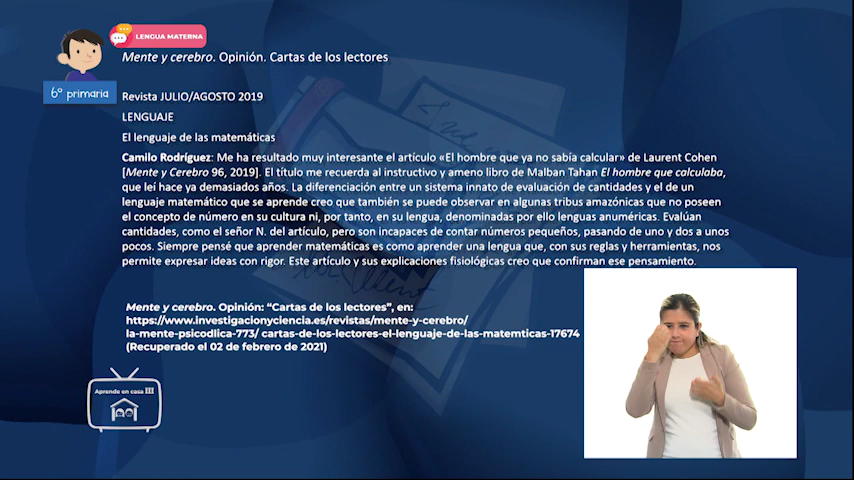 LENGUA MATERNA
Mente y cerebro. Opinión. Cartas de los lectores
6° primaria
Revista JULIO/AGOSTO 2019
LENGUAJE
El lenguaje de las matemáticas
Camilo Rodríguez: Me ha resultado muy interesante el artículo «El hombre que ya no sabía calcular» de Laurent Cohen
[Mente y Cerebro 96, 2019]. El título me recuerda al instructivo y ameno libro de Malban Tahan El hombre que calculaba,
que leí hace ya demasiados años. La diferenciación entre un sistema innato de evaluación de cantidades y el de un
lenguaje matemático que se aprende creo que también se puede observar en algunas tribus amazónicas que no poseen
el concepto de número en su cultura ni, por tanto, en su lengua, denominadas por ello lenguas anuméricas. Evalúan
cantidades, como el señor N. del artículo, pero son incapaces de contar números pequeños, pasando de uno y dos a unos
pocos. Siempre pensé que aprender matemáticas es como aprender una lengua que, con sus reglas y herramientas, nos
permite expresar ideas con rigor. Este artículo y sus explicaciones fisiológicas creo que confirman ese pensamiento.
Mente y cerebro. Opinión: “Cartas de los lectores”, en:
https://www.investigacionyciencia.es/revistas/mente-y-cerebro/
la-mente-psicodlica-773/ cartas-de-los-lectores-el-lenguaje-de-las-matemticas-17674
(Recuperado el 02 de febrero de 2021)
Aprende en casa III